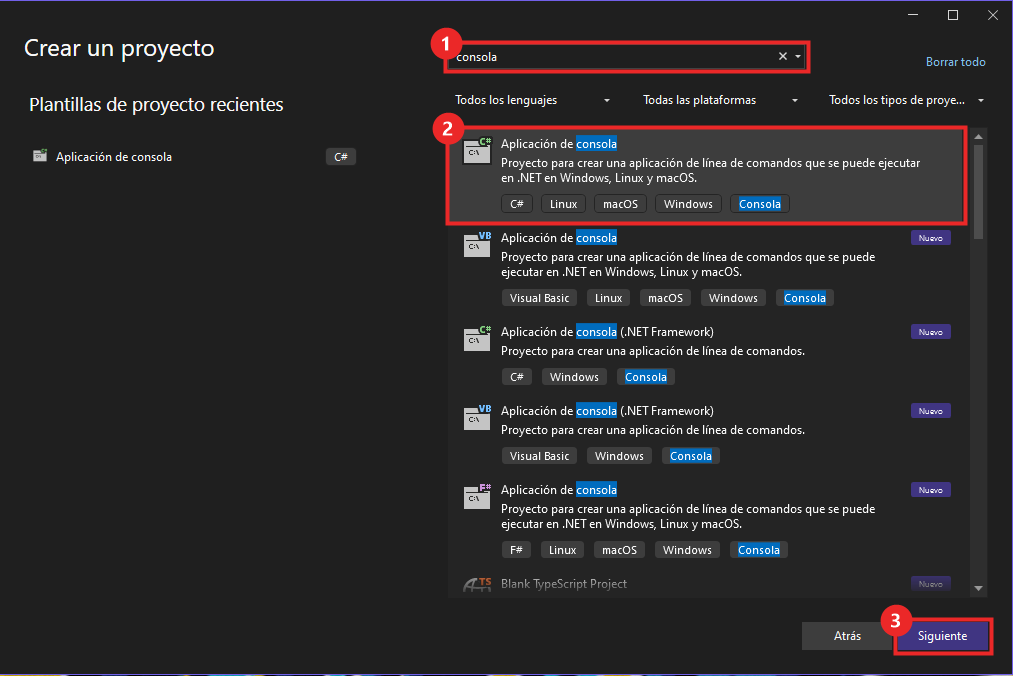 Crear un proyecto
Plantillas de proyecto recientes
Aplicación de consola C#
1
consola
Borrar todo
Todos los lenguajes Todas las plataformas Todos los tipos de proye...
2
C#
C:\
Aplicación de consola
Proyecto para crear una aplicación de línea de comandos que se puede ejecutar
en .NET en Windows, Linux y macOS.
C# Linux macOS Windows Consola
VB
C:\
Aplicación de consola Nuevo
Proyecto para crear una aplicación de línea de comandos que se puede
ejecutar en .NET en Windows, Linux y macOS.
Visual Basic Linux macOS Windows Consola
C#
C:\
Aplicación de consola (.NET Framework) Nuevo
Proyecto para crear una aplicación de línea de comandos.
C# Windows Consola
VB
C:\
Aplicación de consola (.NET Framework) Nuevo
Proyecto para crear una aplicación de línea de comandos.
Visual Basic Windows Consola
F#
C:\
Aplicación de consola Nuevo
Proyecto para crear una aplicación de línea de comandos que se puede
ejecutar en .NET en Windows, Linux y macOS.
F# Linux macOS Windows Consola
TS
Blank TypeScript Project Nuevo
3
Atrás Siguiente